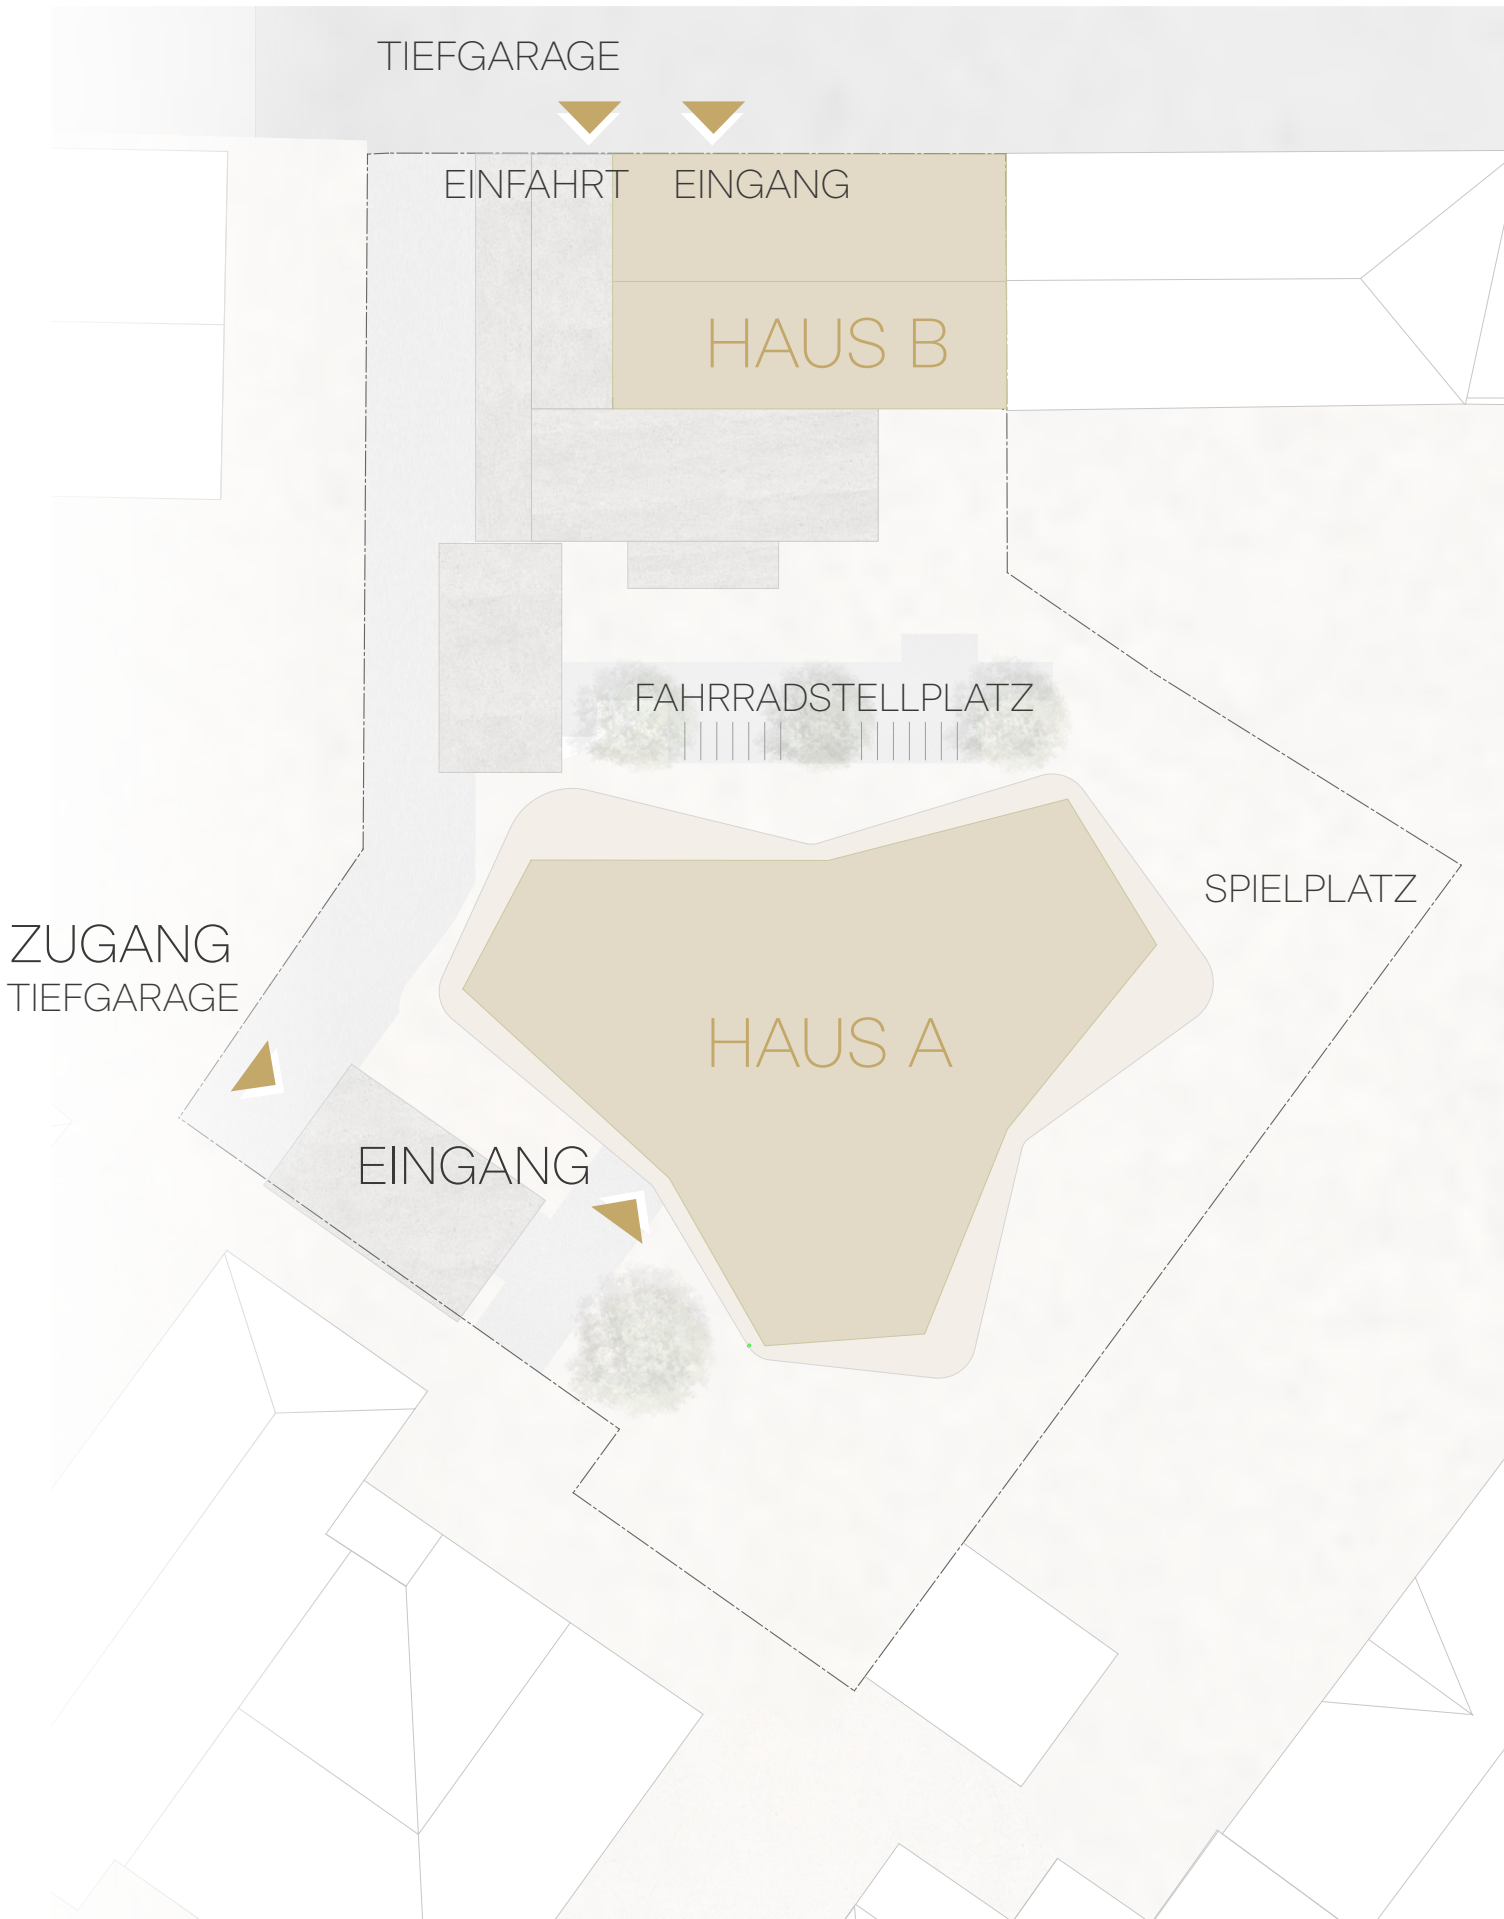 TIEFGARAGE
EINFAHRT
EINGANG
HAUS B
FAHRRADSTELLPLATZ
SPIELPLATZ
ZUGANG
TIEFGARAGE
HAUS A
EINGANG